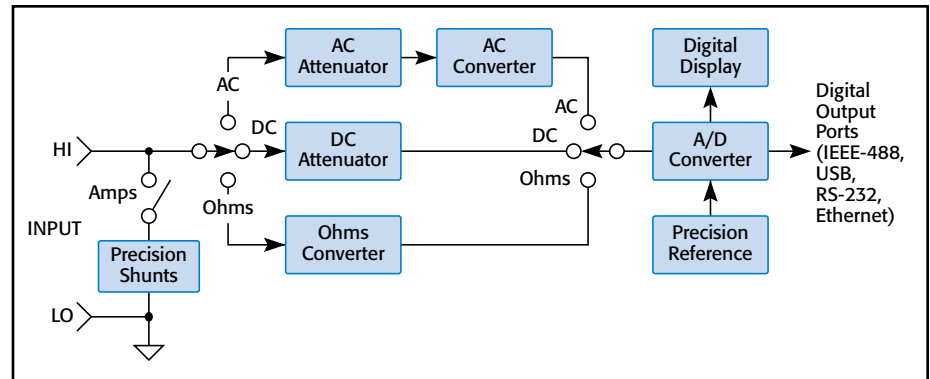 AC
Attenuator
AC
Converter
Digital
Display
AC
AC
Digital
Output
Ports
(IEEE-488,
USB,
RS-232,
Ethernet)
HI
DC
DC
Attenuator
DC
A/D
Converter
Amps
Ohms
Ohms
INPUT
Precision
Shunts
Ohms
Converter
Precision
Reference
LO